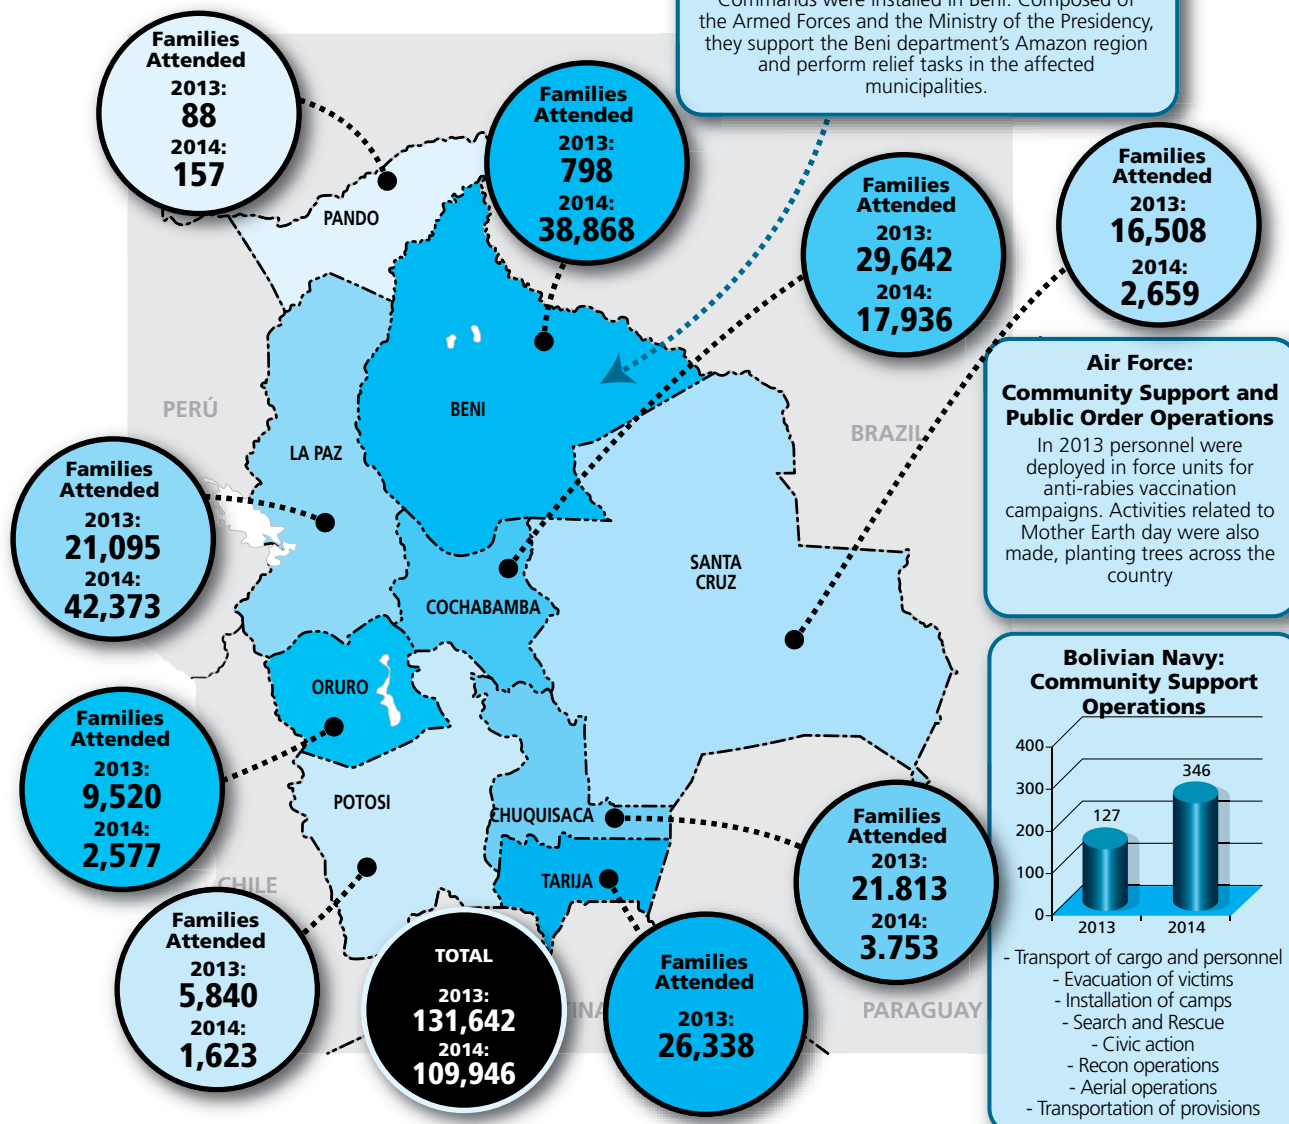 Commands were installed in Beni. Composed of
the Armed Forces and the Ministry of the Presidency,
they support the Beni department's Amazon region
and perform relief tasks in the affected
municipalities.
Families
Attended
2013:
88
2014:
157
Families
Attended
2013:
798
2014:
38,868
Families
Attended
2013:
29,642
2014:
17,936
Families
Attended
2013:
16,508
2014:
2,659
PANDO
PERÚ
BENI
BRAZIL
LA PAZ
SANTA
CRUZ
COCHABAMBA
ORURO
POTOSI
CHUQUISACA
TARIJA
CHILE
PARAGUAY
Families
Attended
2013:
21,095
2014:
42,373
Families
Attended
2013:
9,520
2014:
2,577
Families
Attended
2013:
5,840
2014:
1,623
TOTAL
2013:
131,642
2014:
109,946
TINA
Families
Attended
2013:
26,338
Families
Attended
2013:
21.813
2014:
3.753
Air Force:
Community Support and
Public Order Operations
In 2013 personnel were
deployed in force units for
anti-rabies vaccination
campaigns. Activities related to
Mother Earth day were also
made, planting trees across the
country
Bolivian Navy:
Community Support
Operations
400
300
200
100
0
127
346
2013
2014
- Transport of cargo and personnel
- Evacuation of victims
- Installation of camps
- Search and Rescue
- Civic action
- Recon operations
- Aerial operations
- Transportation of provisions